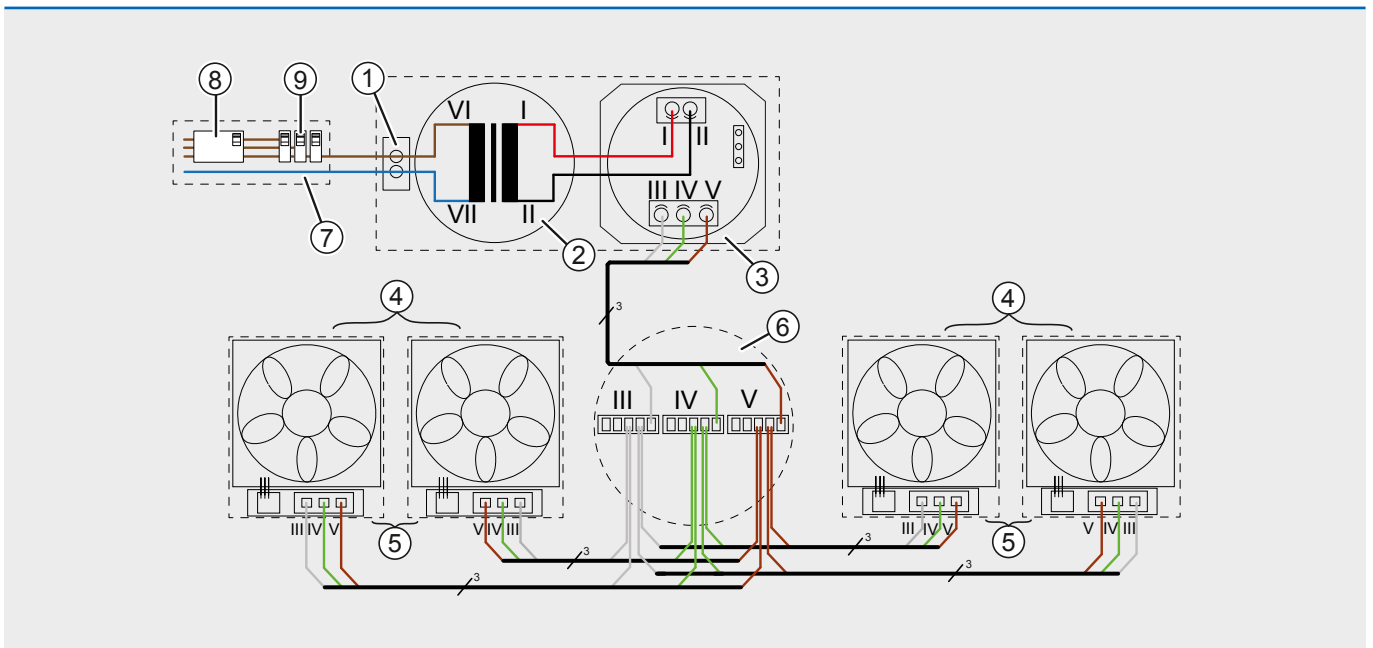 8 9 1
VI I
I II
III IV V
VII II
7 2 3
3
4 6 4
III IV V
III IV V V IV III III IV V V IV III
5 5
3 3
3 3